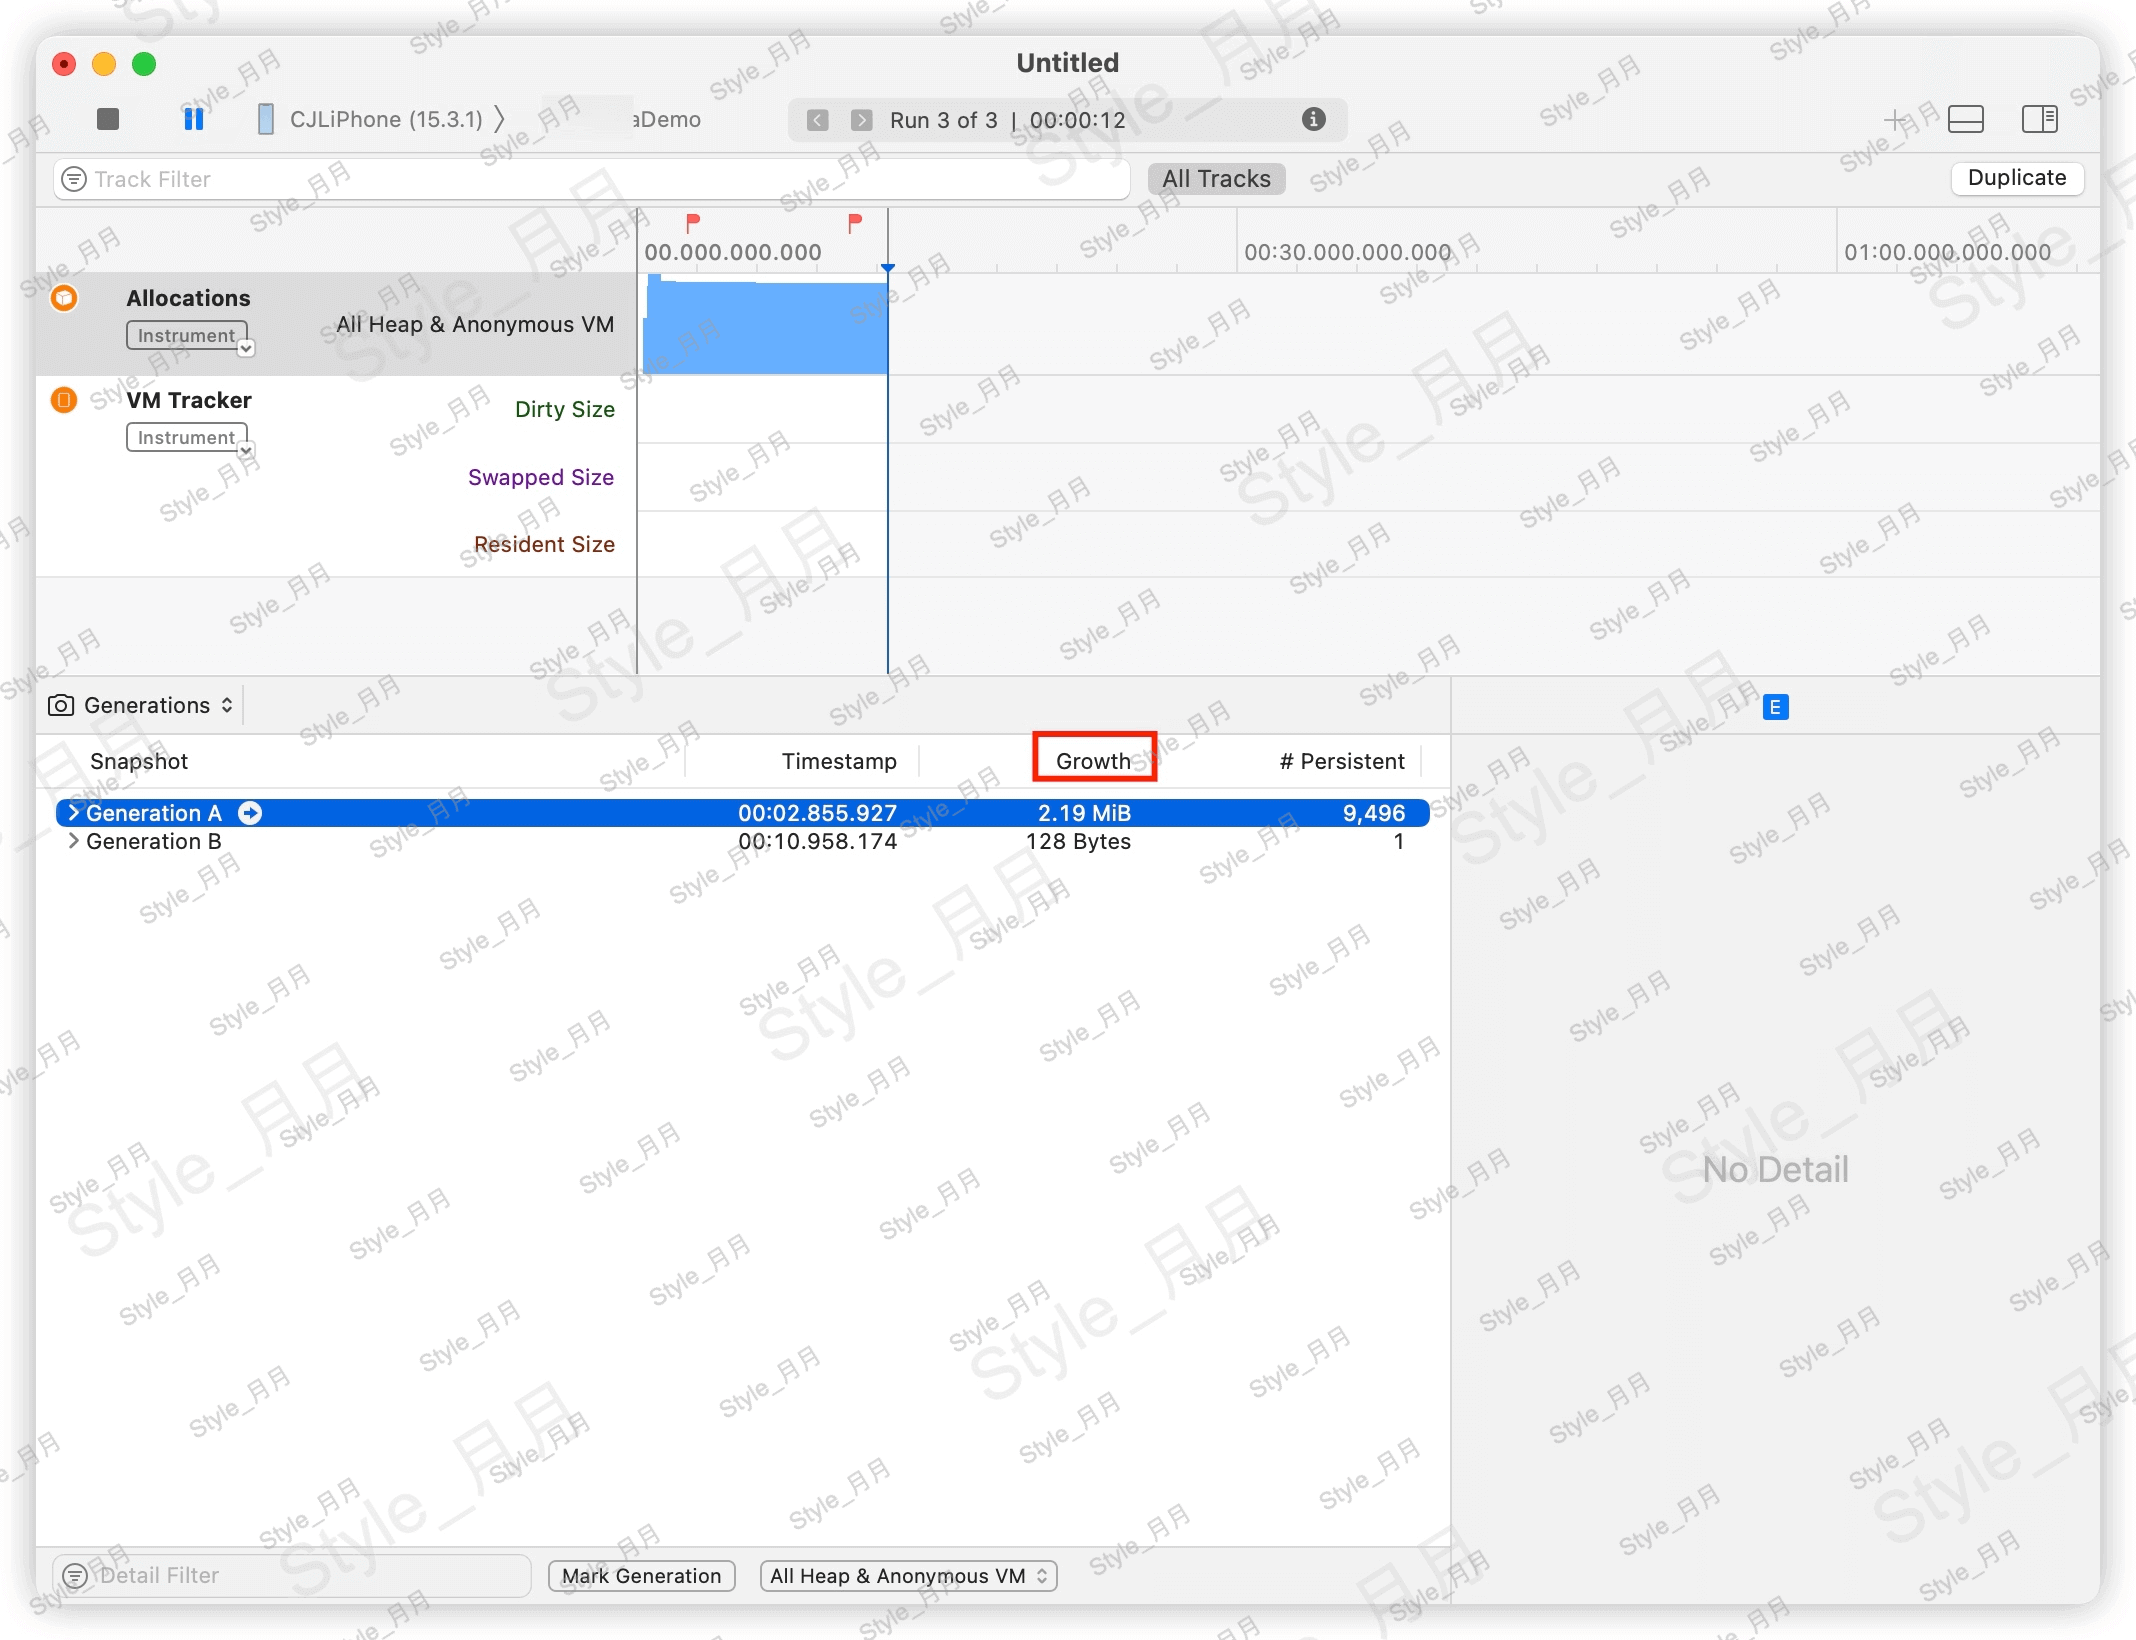 Untitled
CJLiPhone (15.3.1) 〉 aDemo
Run 3 of 3 | 00:00:12
Track Filter
All Tracks
Duplicate
00.000.000.000
00:30.000.000.000
01:00.000.000.000
Allocations
Instrument
All Heap & Anonymous VM
VM Tracker
Instrument
Dirty Size
Swapped Size
Resident Size
Generations
E
Snapshot Timestamp Growth # Persistent
Generation A 00:02.855.927 2.19 MiB 9,496
Generation B 00:10.958.174 128 Bytes 1
No Detail
Detail Filter
Mark Generation
All Heap & Anonymous VM
Style_月月